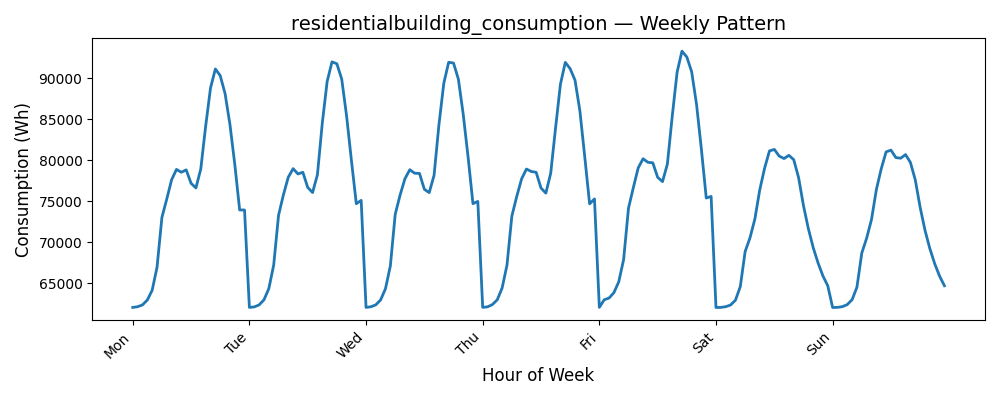 residentialbuilding_consumption — Weekly Pattern
Consumption (Wh)
90000
85000
80000
75000
70000
65000
Mon
Tue
Wed
Thu
Fri
Sat
Sun
Hour of Week